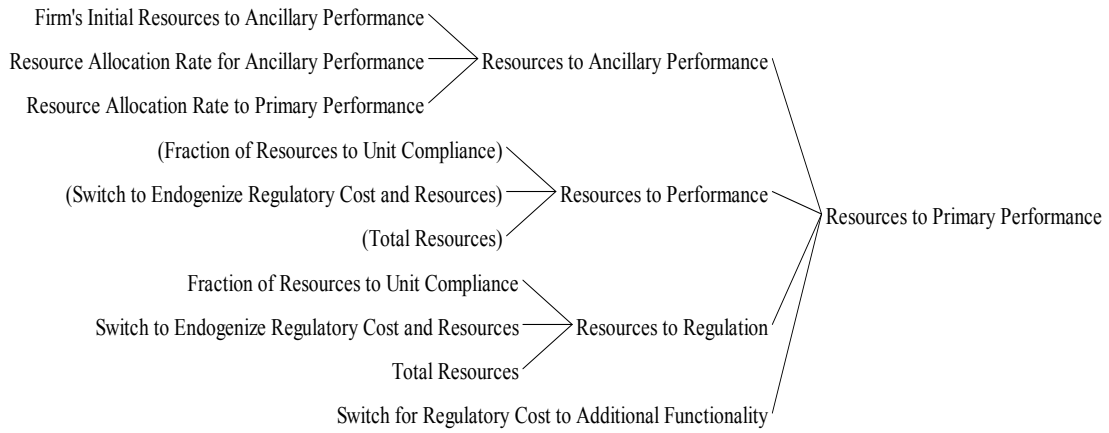 Firm's Initial Resources to Ancillary Performance
Resource Allocation Rate for Ancillary Performance
Resources to Ancillary Performance
Resource Allocation Rate to Primary Performance
(Fraction of Resources to Unit Compliance)
(Switch to Endogenize Regulatory Cost and Resources)
Resources to Performance
Resources to Primary Performance
(Total Resources)
Fraction of Resources to Unit Compliance
Switch to Endogenize Regulatory Cost and Resources
Resources to Regulation
Total Resources
Switch for Regulatory Cost to Additional Functionality